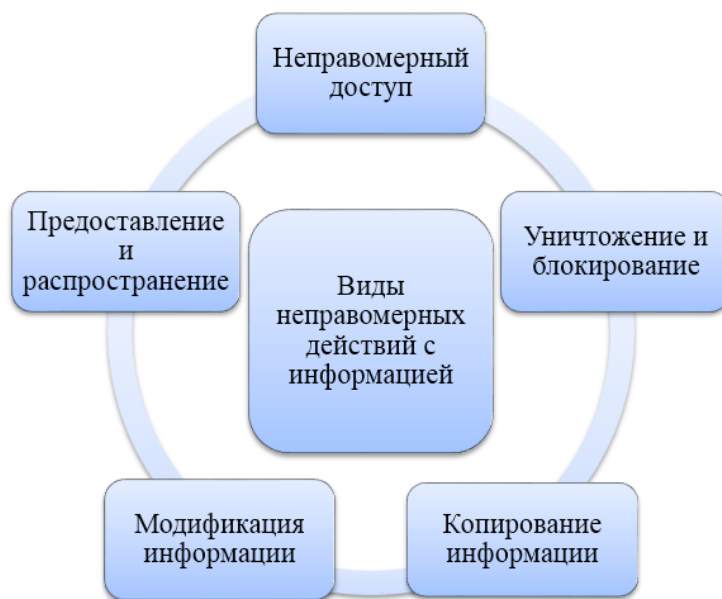 Неправомерный
доступ
Предоставление
и
распространение
Уничтожение и
блокирование
Виды
неправомерных
действий с
информацией
Модификация
информации
Копирование
информации